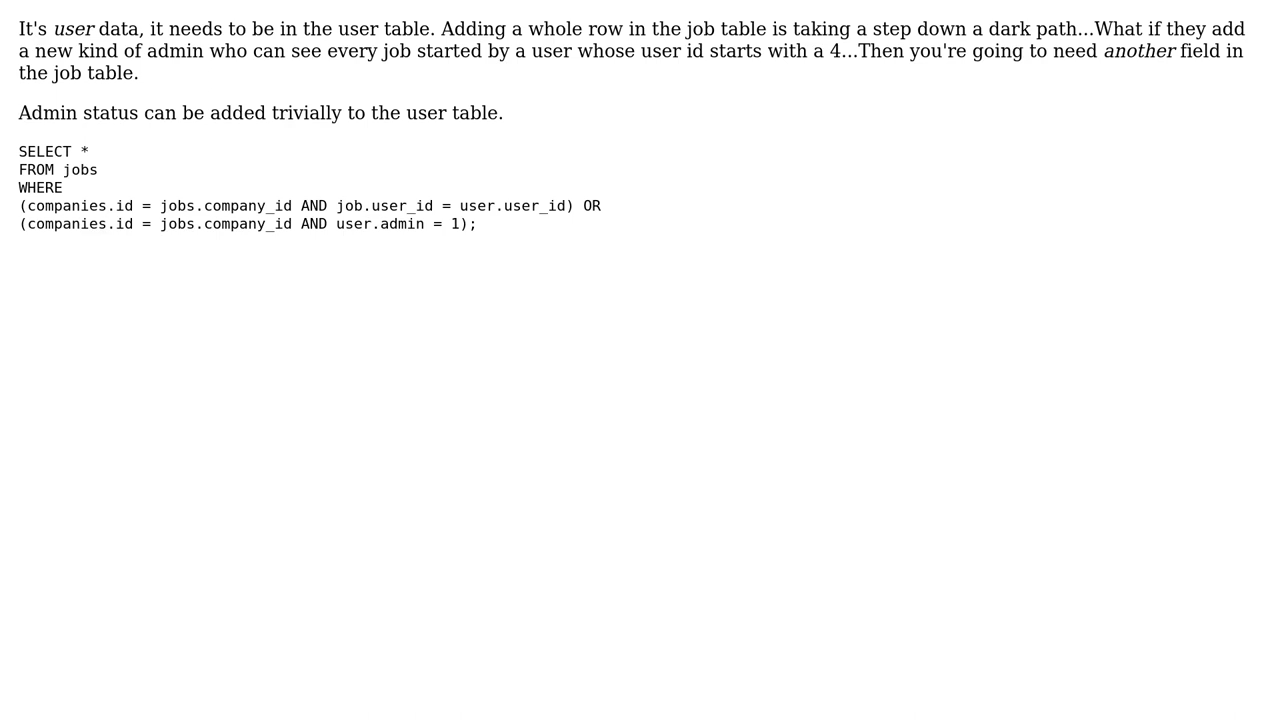 It's user data, it needs to be in the user table. Adding a whole row in the job table is taking a step down a dark path...What if they add
a new kind of admin who can see every job started by a user whose user id starts with a 4...Then you're going to need another field in
the job table.
Admin status can be added trivially to the user table.
SELECT *
FROM jobs
WHERE
(companies.id = jobs.company_id AND job.user_id = user.user_id) OR
(companies.id = jobs.company_id AND user.admin = 1);